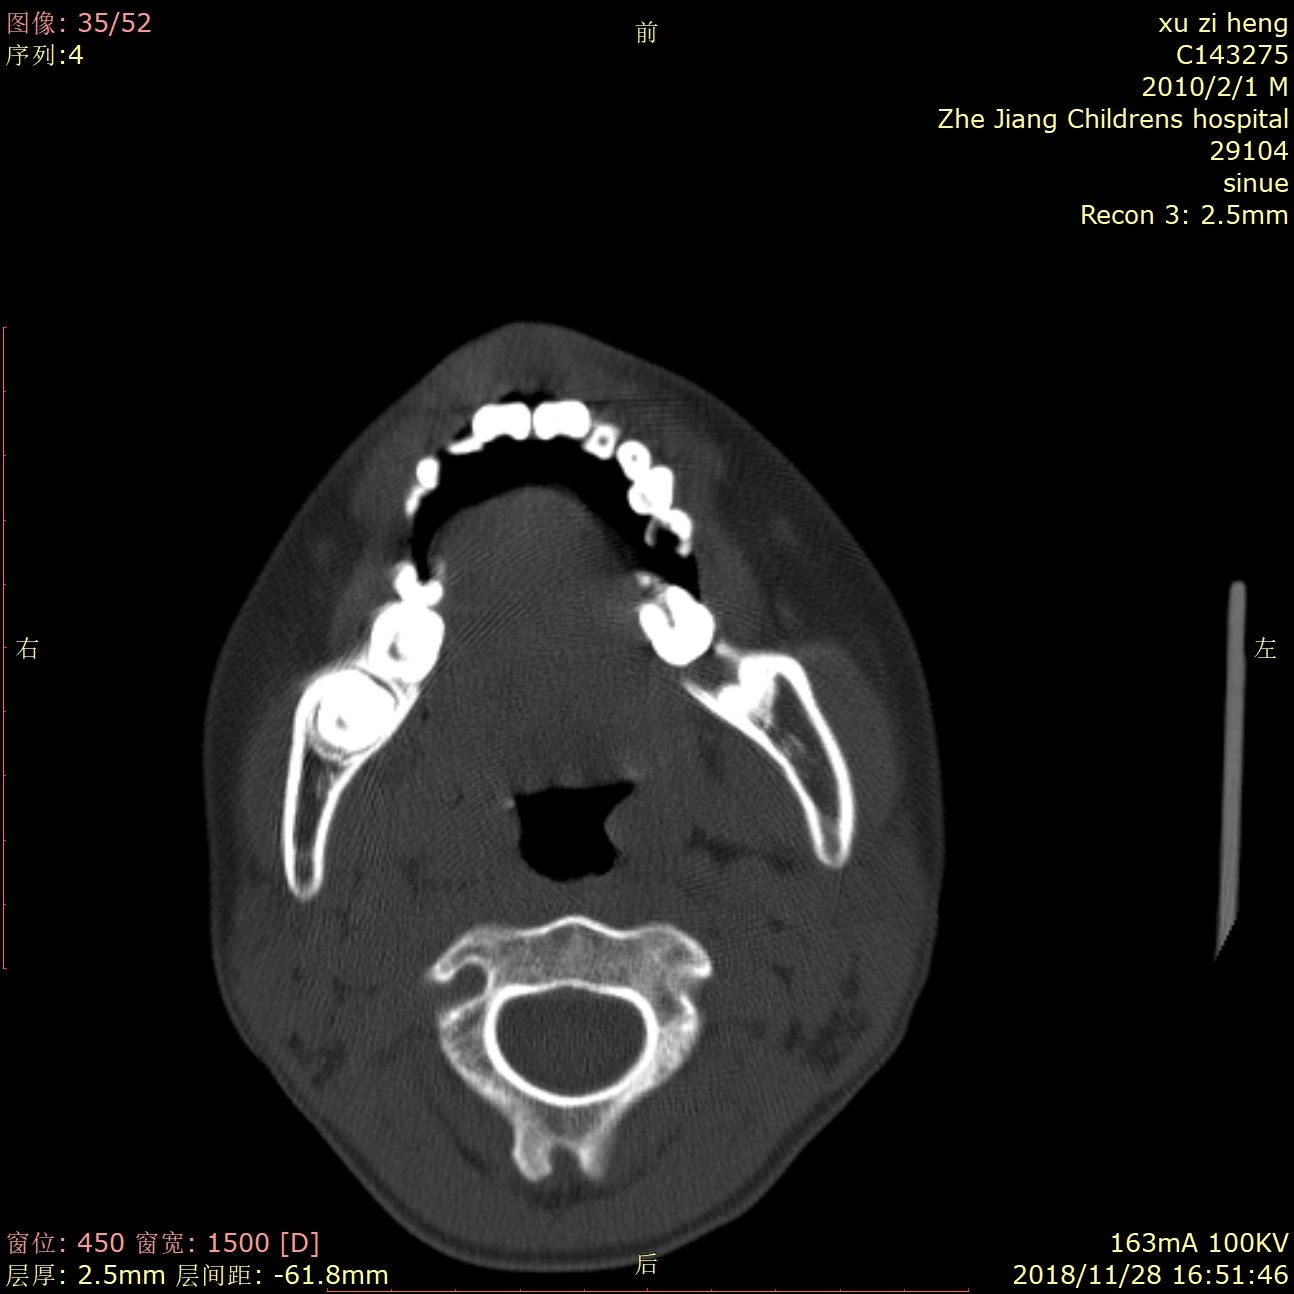 图像: 35/52
序列:4
前
xu zi heng
C143275
2010/2/1 M
Zhe Jiang Childrens hospital
29104
sinue
Recon 3: 2.5mm
右
左
窗位: 450 窗宽: 1500 [D]
层厚: 2.5mm 层间距: -61.8mm
后
163mA 100KV
2018/11/28 16:51:46